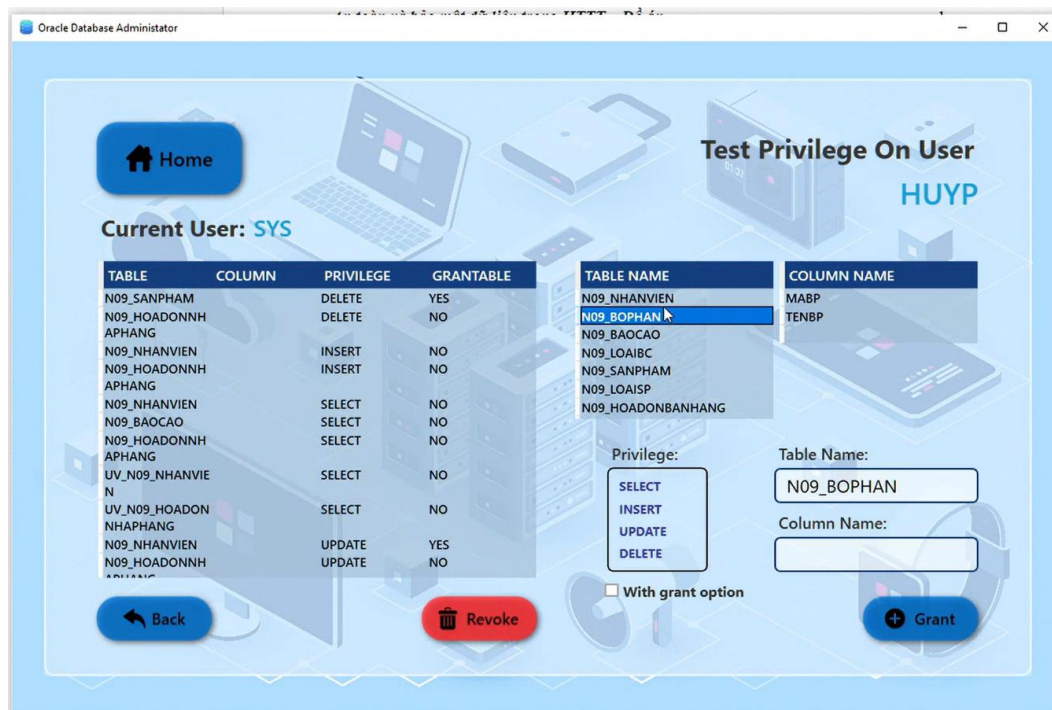 Oracle Database Administator
Home
Test Privilege On User
HUYP
Current User: SYS
TABLE COLUMN PRIVILEGE GRANTABLE
N09_SANPHAM DELETE YES
N09_HOADONNH DELETE NO
APHANG
N09_NHANVIEN INSERT NO
N09_HOADONNH INSERT NO
APHANG
N09_NHANVIEN SELECT NO
N09_BAOCAO SELECT NO
N09_HOADONNH SELECT NO
APHANG
UV_N09_NHANVIE SELECT NO
N
UV_N09_HOADON SELECT NO
NHAPHANG
N09_NHANVIEN UPDATE YES
N09_HOADONNH UPDATE NO
APHANG
TABLE NAME
N09_NHANVIEN
N09_BOPHAN
N09_BAOCAO
N09_LOAIBC
N09_SANPHAM
N09_LOAISP
N09_HOADONBANHANG
COLUMN NAME
MABP
TENBP
Privilege:
SELECT
INSERT
UPDATE
DELETE
With grant option
Table Name:
N09_BOPHAN
Column Name:
Back
Revoke
Grant